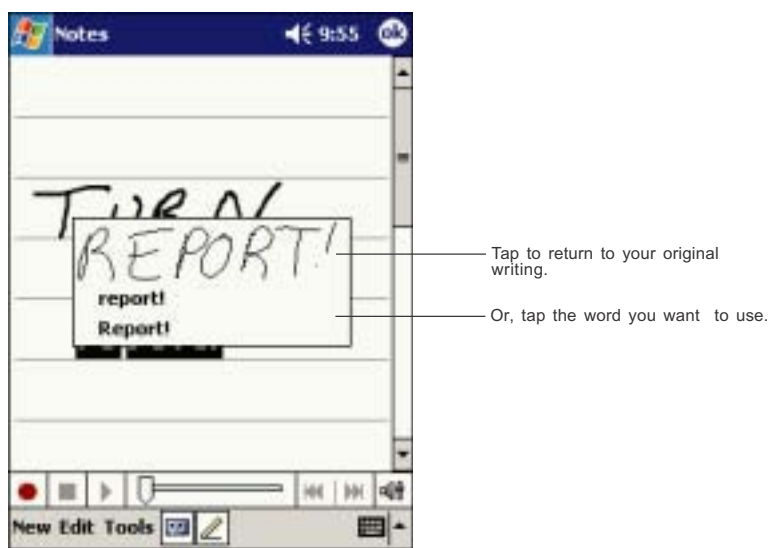 Notes 9:55 ok
TURN
REPORT!
report!
Report!
New Edit Tools
Tap to return to your original
writing.
Or, tap the word you want to use.